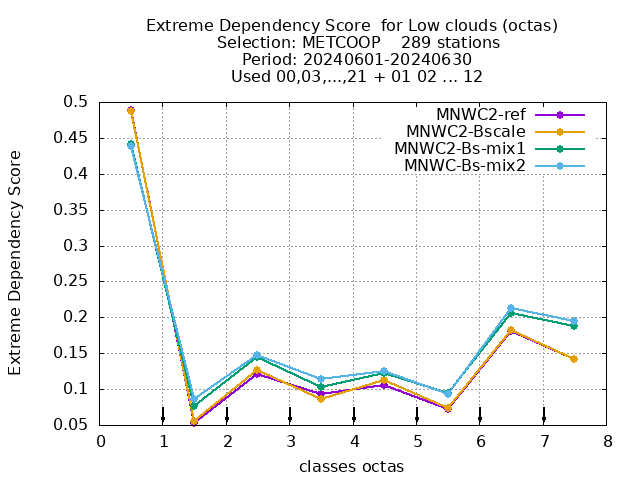 Extreme Dependency Score  for Low clouds (octas)
Selection: METCOOP    289 stations
Period: 20240601-20240630
Used 00,03,...,21 + 01 02 ... 12
MNWC2-ref
MNWC2-Bscale
MNWC2-Bs-mix1
MNWC-Bs-mix2
Extreme Dependency Score
0.5
0.45
0.4
0.35
0.3
0.25
0.2
0.15
0.1
0.05
0 1 2 3 4 5 6 7 8
classes octas